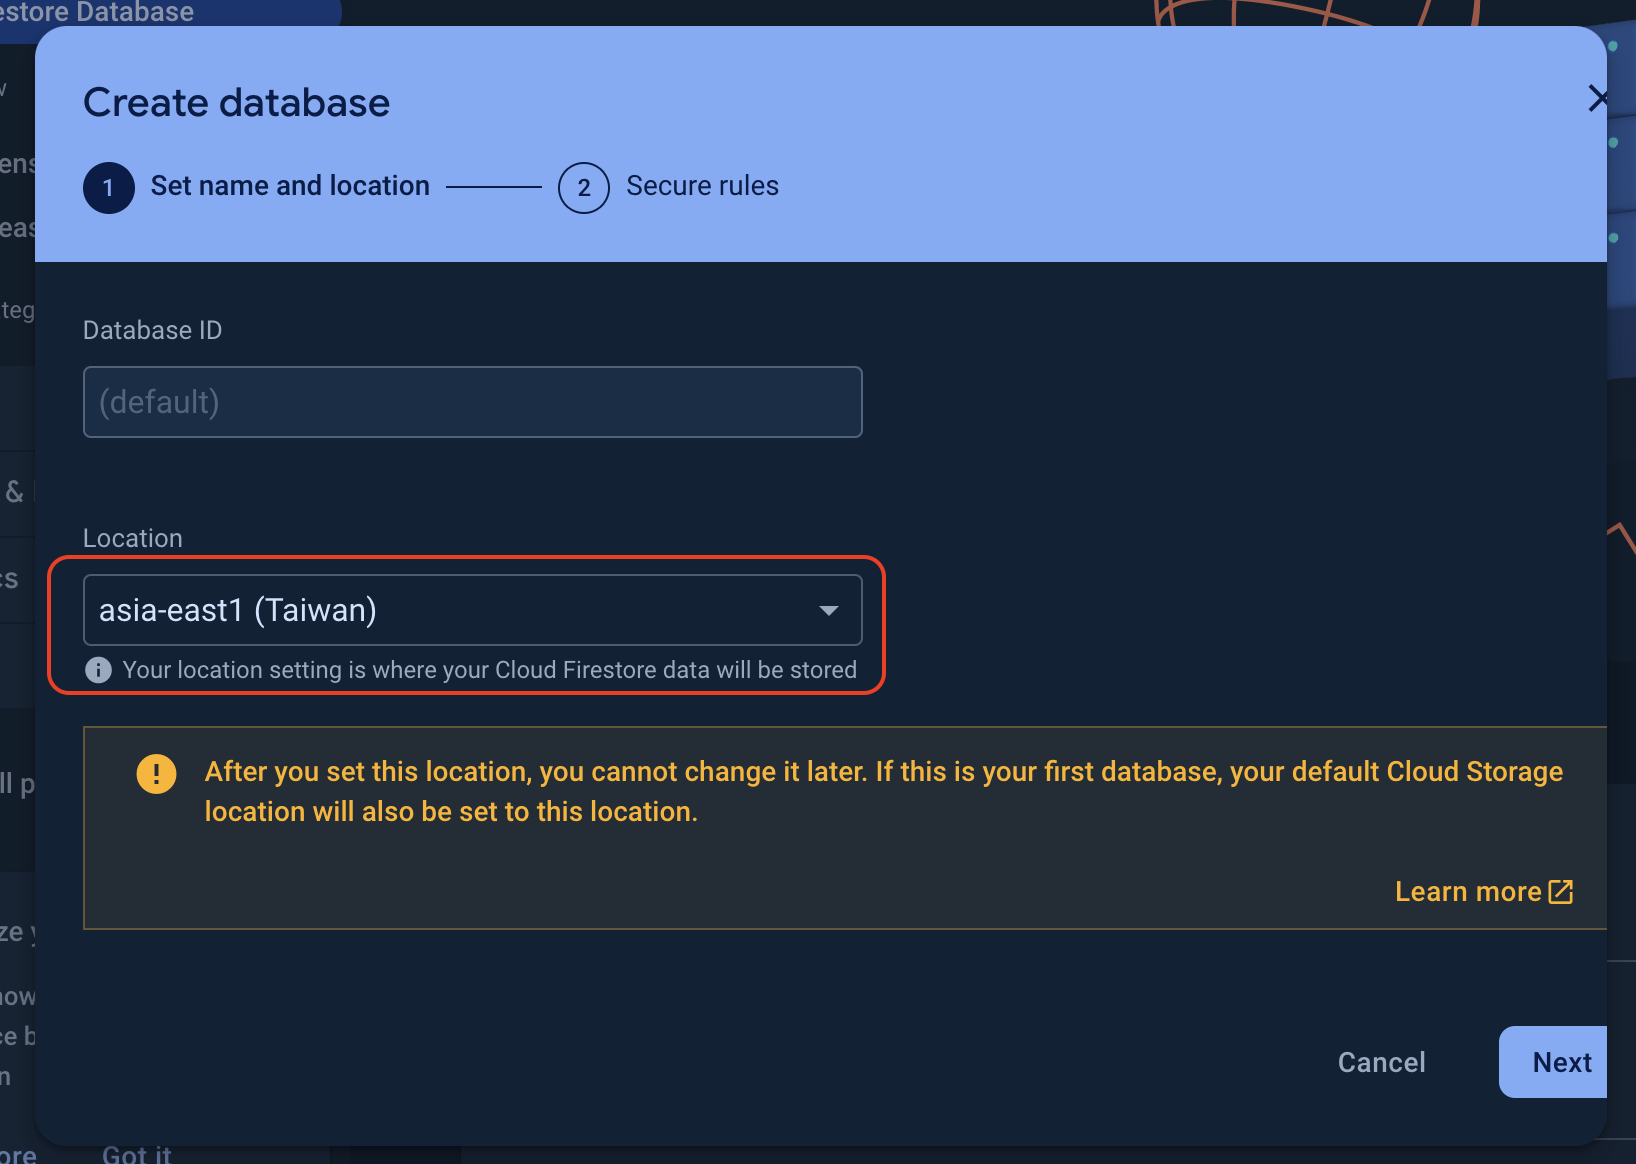 Database
Create database
1 Set name and location
2 Secure rules
Database ID
(default)
Location
asia-east1 (Taiwan)
Your location setting is where your Cloud Firestore data will be stored
After you set this location, you cannot change it later. If this is your first database, your default Cloud Storage
location will also be set to this location.
Learn more
Cancel
Next
&
Got it